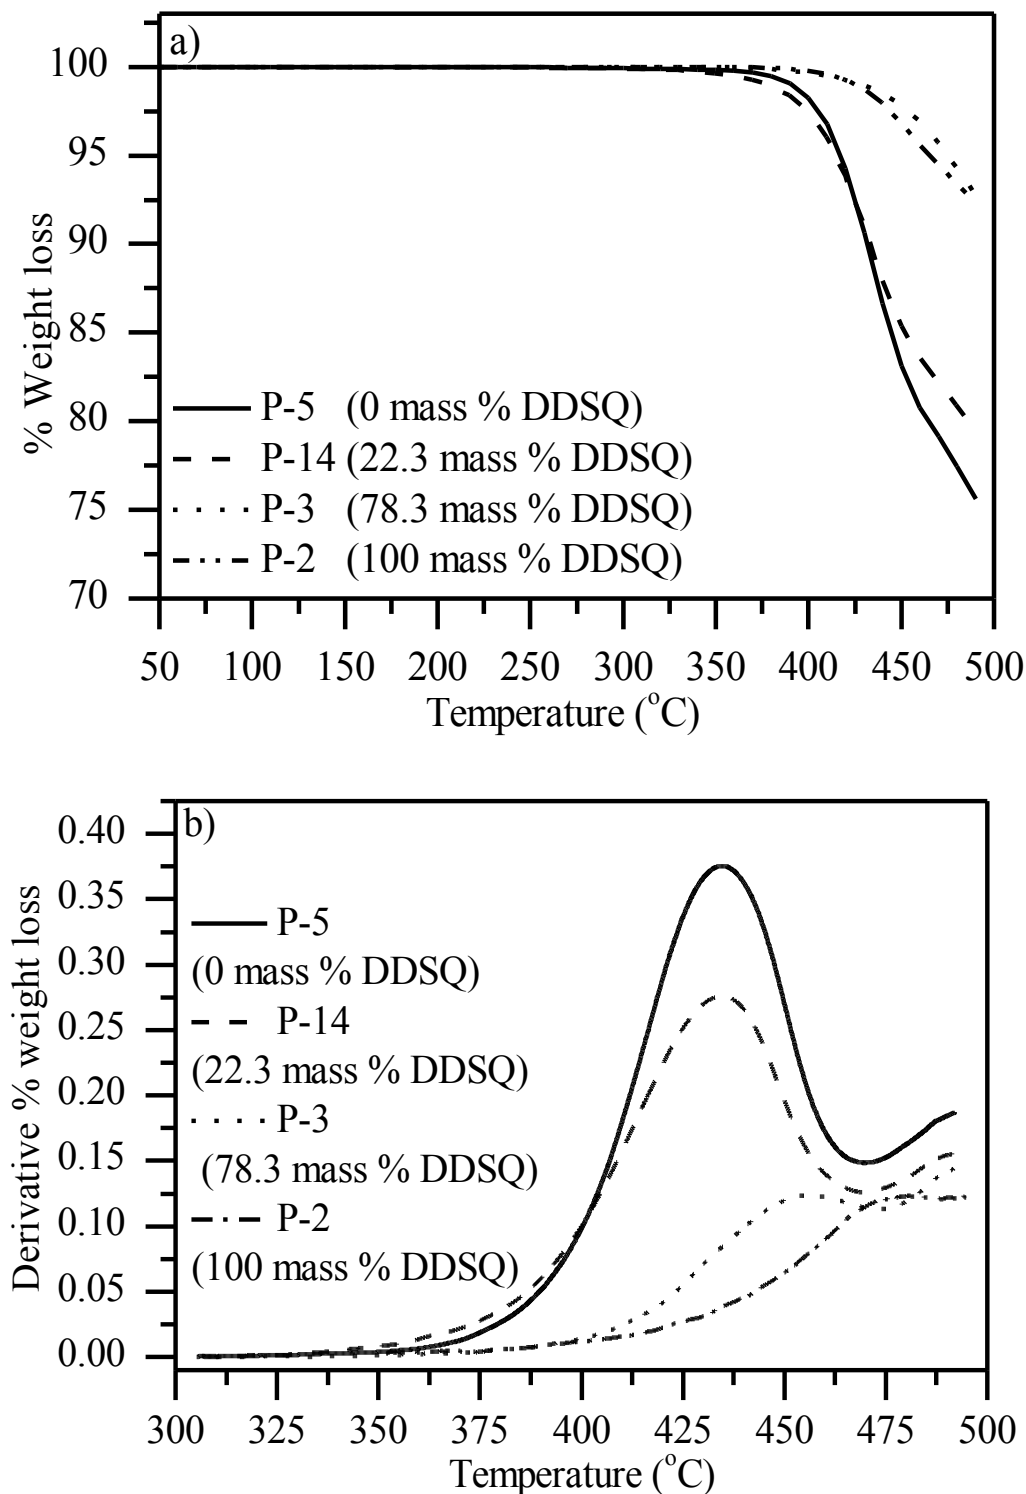 a)
% Weight loss
100
95
90
85
80
75
70
P-5 (0 mass % DDSQ)
P-14 (22.3 mass % DDSQ)
P-3 (78.3 mass % DDSQ)
P-2 (100 mass % DDSQ)
50 100 150 200 250 300 350 400 450 500
Temperature (°C)
b)
Derivative % weight loss
0.40
0.35
0.30
0.25
0.20
0.15
0.10
0.05
0.00
P-5
(0 mass % DDSQ)
P-14
(22.3 mass % DDSQ)
P-3
(78.3 mass % DDSQ)
P-2
(100 mass % DDSQ)
300 325 350 375 400 425 450 475 500
Temperature (°C)